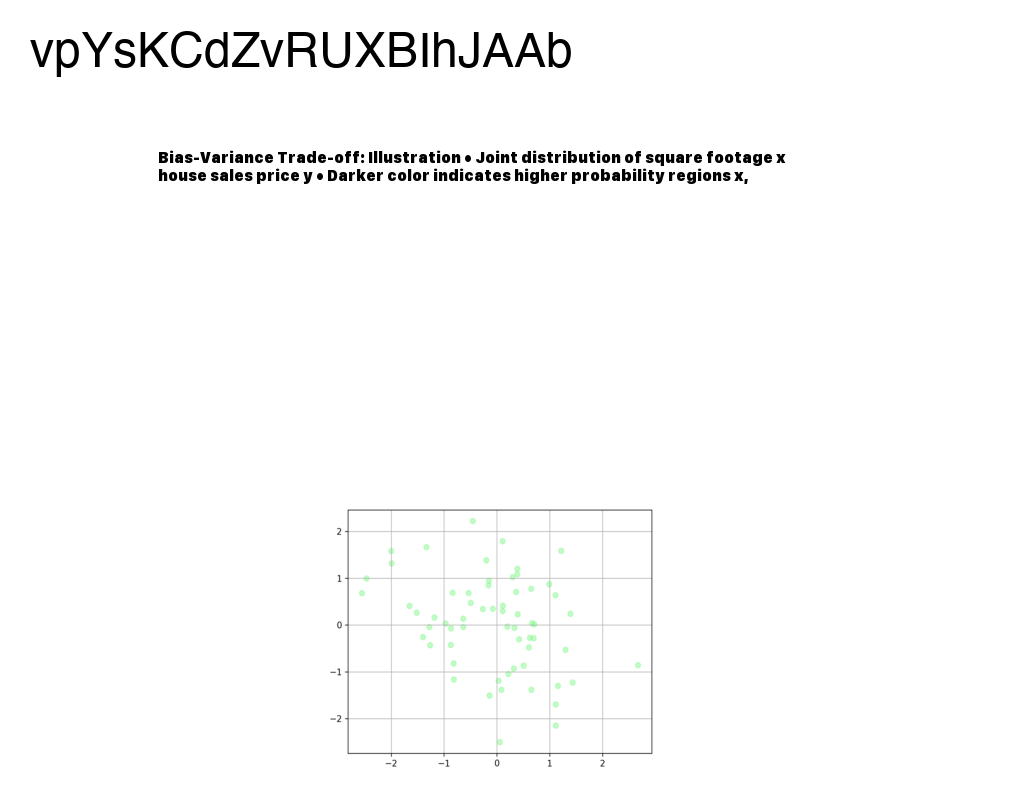 vpYsKCdZvRUXBIhJAAb
Bias-Variance Trade-off: Illustration • Joint distribution of square footage x
house sales price y • Darker color indicates higher probability regions x,
2
1
0
−1
−2
−2 −1 0 1 2